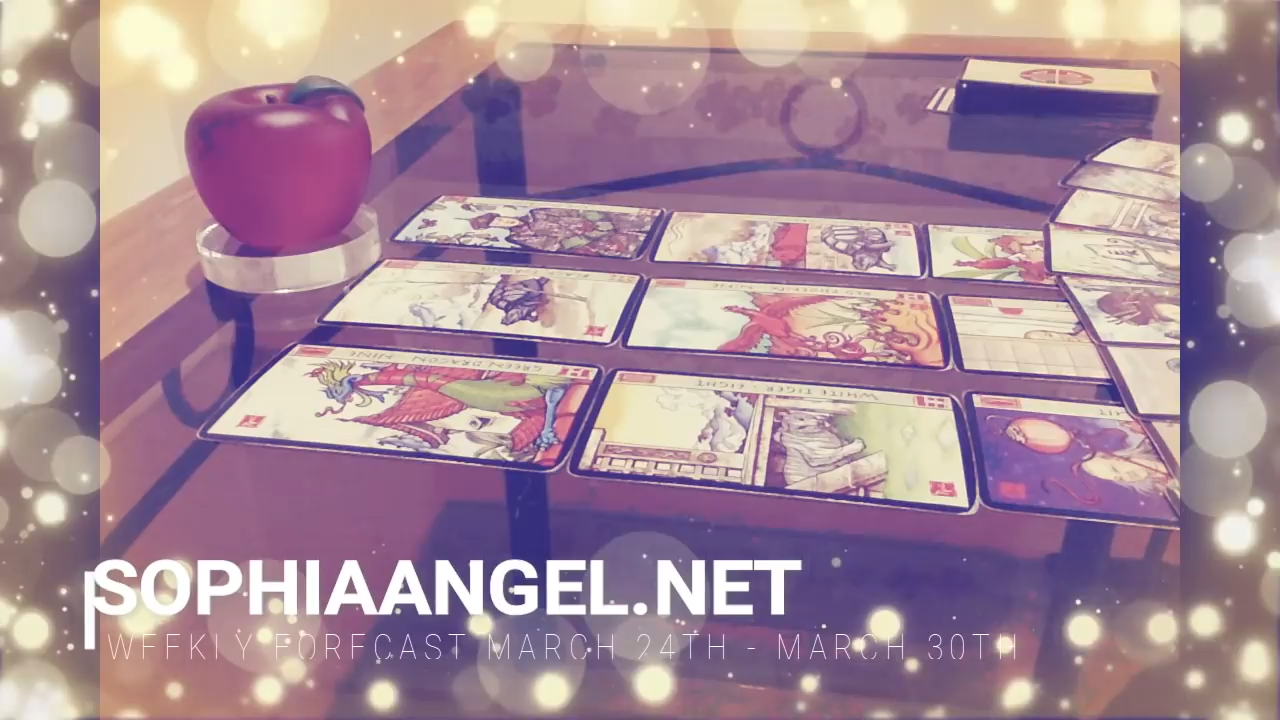 SOPHIAANGEL.NET
WEEKLY FORECAST MARCH 24TH - MARCH 30TH
GREEN DRAGON NINE
WHITE TIGER - EIGHT